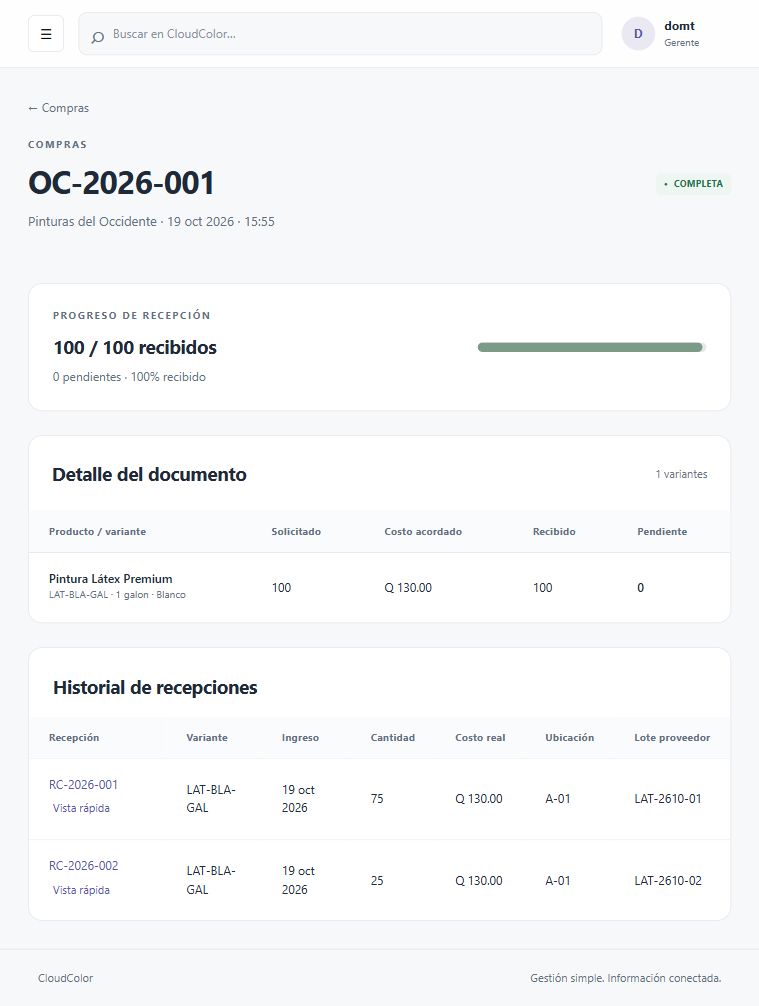 ☰
Buscar en CloudColor...
D
domt
Gerente
← Compras
COMPRAS
OC-2026-001
• COMPLETA
Pinturas del Occidente · 19 oct 2026 · 15:55
PROGRESO DE RECEPCIÓN
100 / 100 recibidos
0 pendientes · 100% recibido
Detalle del documento
1 variantes
Producto / variante Solicitado Costo acordado Recibido Pendiente
Pintura Látex Premium
LAT-BLA-GAL · 1 galon · Blanco
100 Q 130.00 100 0
Historial de recepciones
Recepción Variante Ingreso Cantidad Costo real Ubicación Lote proveedor
RC-2026-001
Vista rápida
LAT-BLA-
GAL
19 oct
2026
75 Q 130.00 A-01 LAT-2610-01
RC-2026-002
Vista rápida
LAT-BLA-
GAL
19 oct
2026
25 Q 130.00 A-01 LAT-2610-02
CloudColor
Gestión simple. Información conectada.